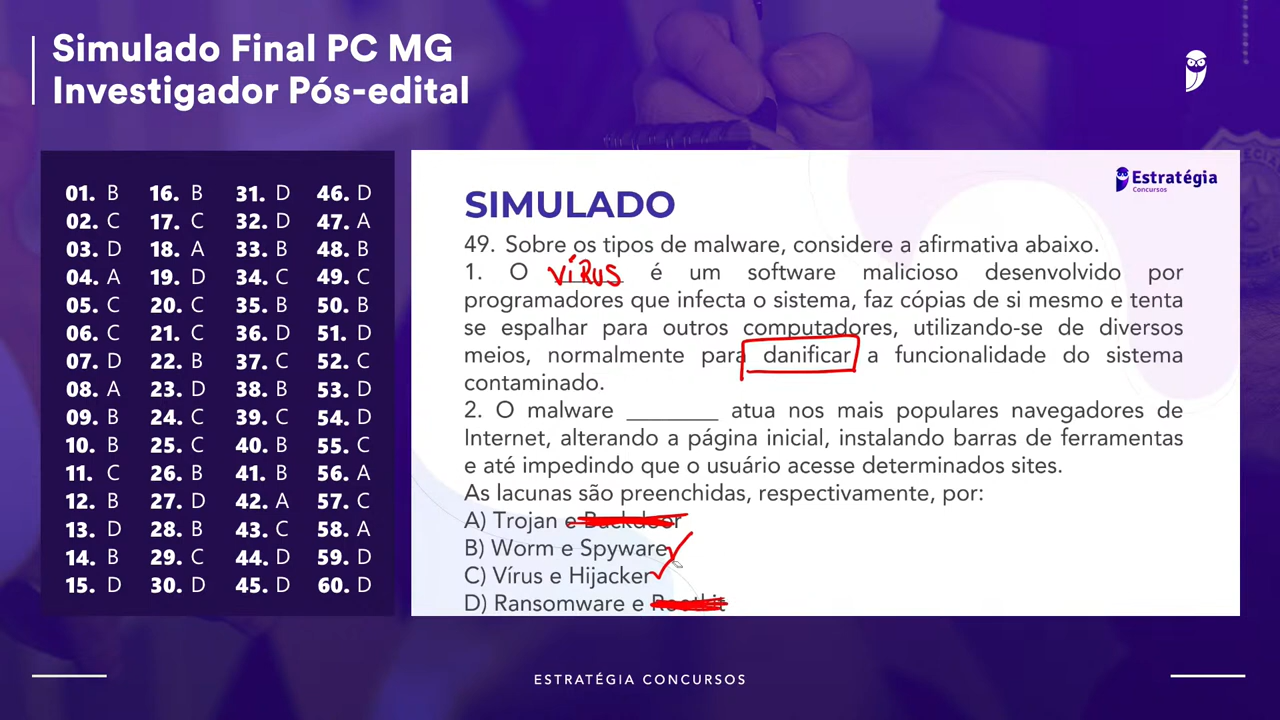 Simulado Final PC MG
Investigador Pós-edital
01. B 16. B 31. D 46. D
02. C 17. C 32. D 47. A
03. D 18. A 33. B 48. B
04. A 19. D 34. C 49. C
05. C 20. C 35. B 50. B
06. C 21. C 36. D 51. D
07. D 22. B 37. C 52. C
08. A 23. D 38. B 53. D
09. B 24. C 39. C 54. D
10. B 25. C 40. B 55. C
11. C 26. B 41. B 56. A
12. B 27. D 42. A 57. C
13. D 28. B 43. C 58. A
14. B 29. C 44. D 59. D
15. D 30. D 45. D 60. D
Estratégia
Concursos
SIMULADO
49. Sobre os tipos de malware, considere a afirmativa abaixo.
1. O VÍRUS é um software malicioso desenvolvido por
programadores que infecta o sistema, faz cópias de si mesmo e tenta
se espalhar para outros computadores, utilizando-se de diversos
meios, normalmente para danificar a funcionalidade do sistema
contaminado.
2. O malware ________ atua nos mais populares navegadores de
Internet, alterando a página inicial, instalando barras de ferramentas
e até impedindo que o usuário acesse determinados sites.
As lacunas são preenchidas, respectivamente, por:
A) Trojan e Backdoor
B) Worm e Spyware
C) Vírus e Hijacker
D) Ransomware e Rootkit
ESTRATÉGIA CONCURSOS